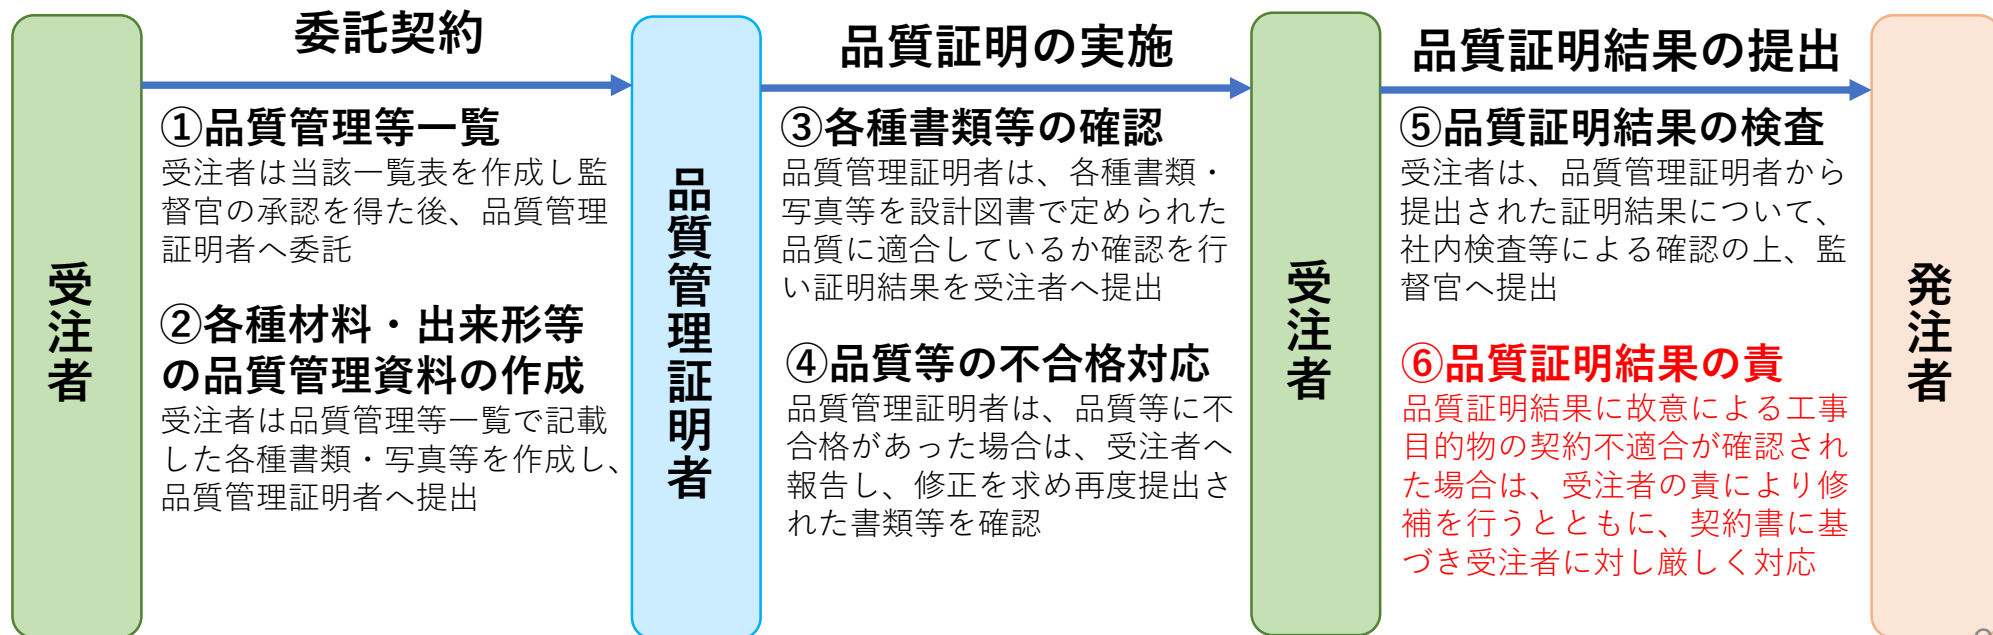 受注者
委託契約
①品質管理等一覧
受注者は当該一覧表を作成し監
督官の承認を得た後、品質管理
証明者へ委託
②各種材料・出来形等
の品質管理資料の作成
受注者は品質管理等一覧で記載
した各種書類・写真等を作成し、
品質管理証明者へ提出
品質管理証明者
品質証明の実施
③各種書類等の確認
品質管理証明者は、各種書類・
写真等を設計図書で定められた
品質に適合しているか確認を行
い証明結果を受注者へ提出
④品質等の不合格対応
品質管理証明者は、品質等に不
合格があった場合は、受注者へ
報告し、修正を求め再度提出さ
れた書類等を確認
受注者
品質証明結果の提出
⑤品質証明結果の検査
受注者は、品質管理証明者から
提出された証明結果について、
社内検査等による確認の上、監
督官へ提出
⑥品質証明結果の責
品質証明結果に故意による工事
目的物の契約不適合が確認され
た場合は、受注者の責により修
補を行うとともに、契約書に基
づき受注者に対し厳しく対応
発注者